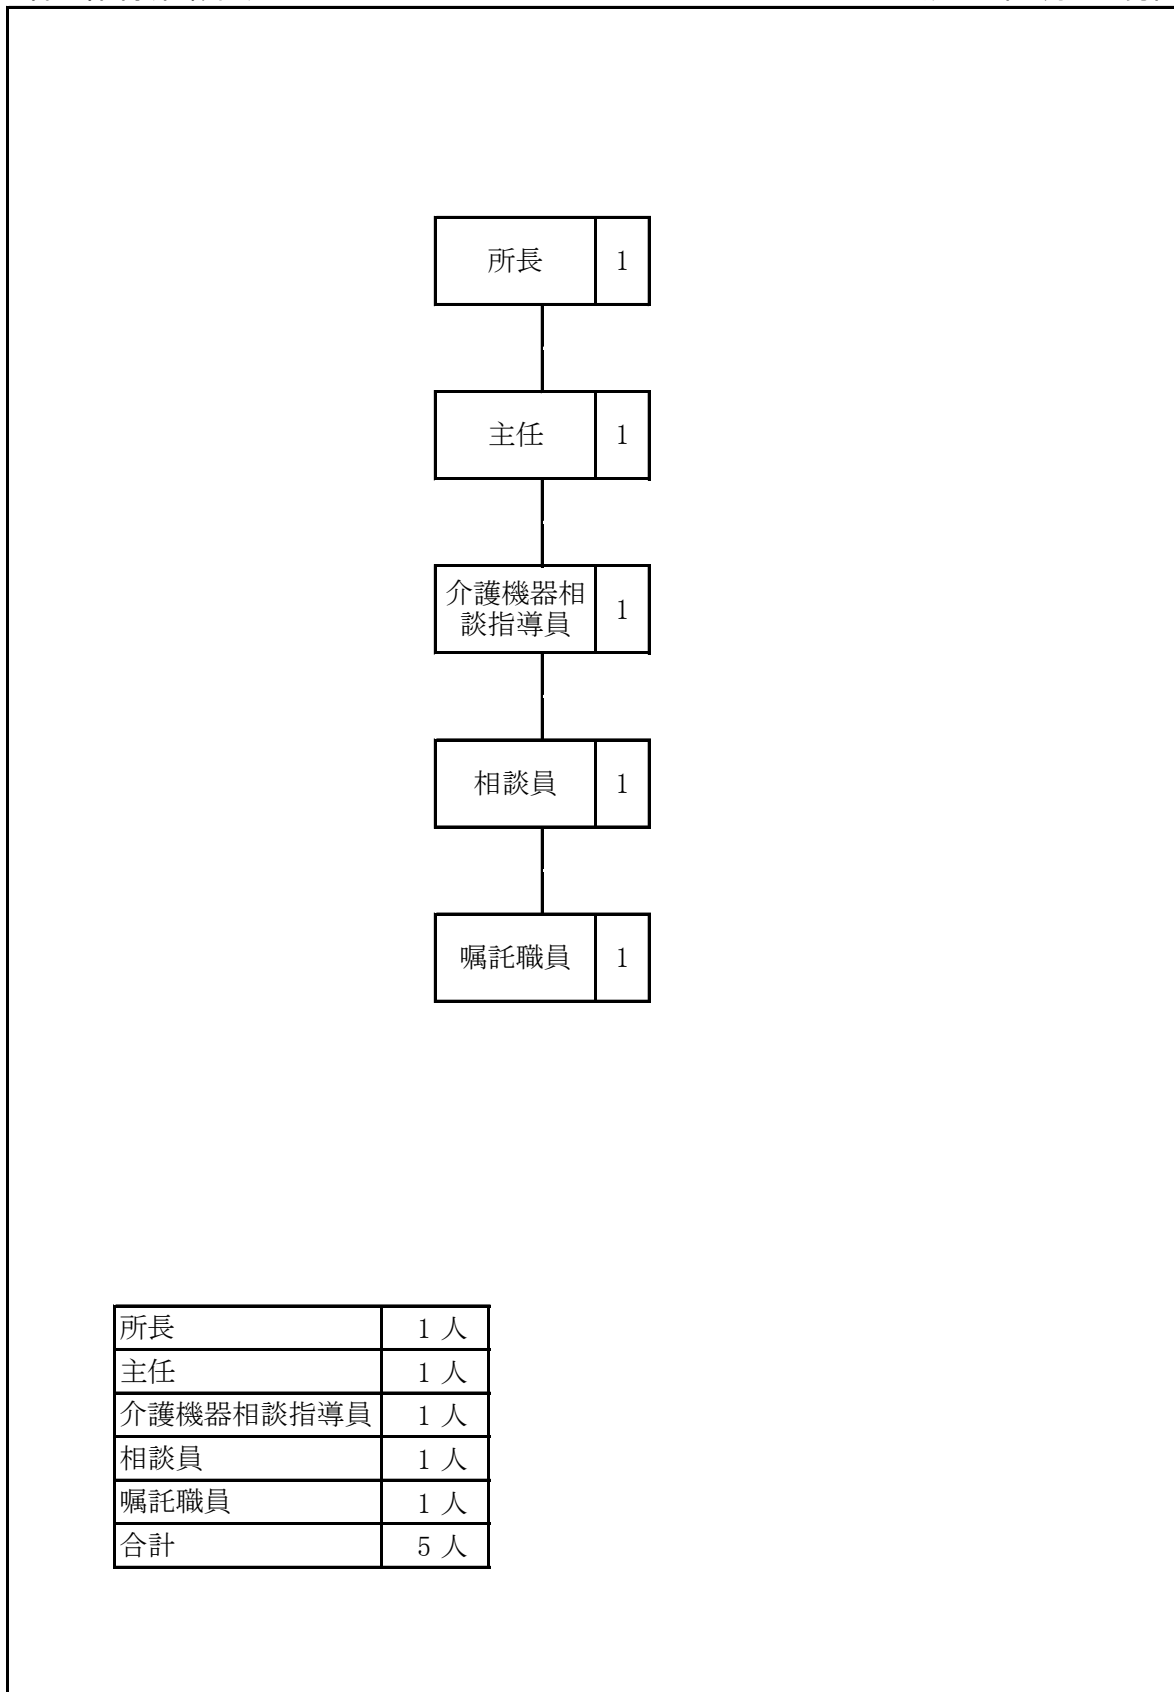 所長 1
主任 1
介護機器相
談指導員 1
相談員 1
嘱託職員 1
所長 1 人
主任 1 人
介護機器相談指導員 1 人
相談員 1 人
嘱託職員 1 人
合計 5 人